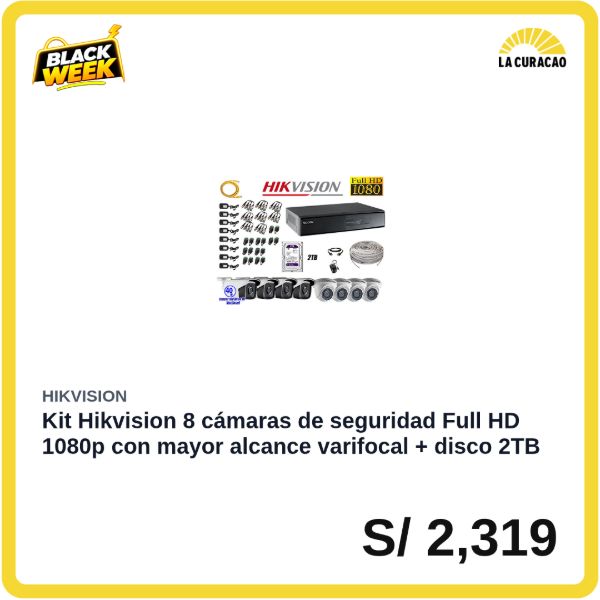 BLACK
WEEK
LA CURACAO
HIKVISION
Full HD
1080
2TB
HIKVISION
Kit Hikvision 8 cámaras de seguridad Full HD
1080p con mayor alcance varifocal + disco 2TB
S/ 2,319